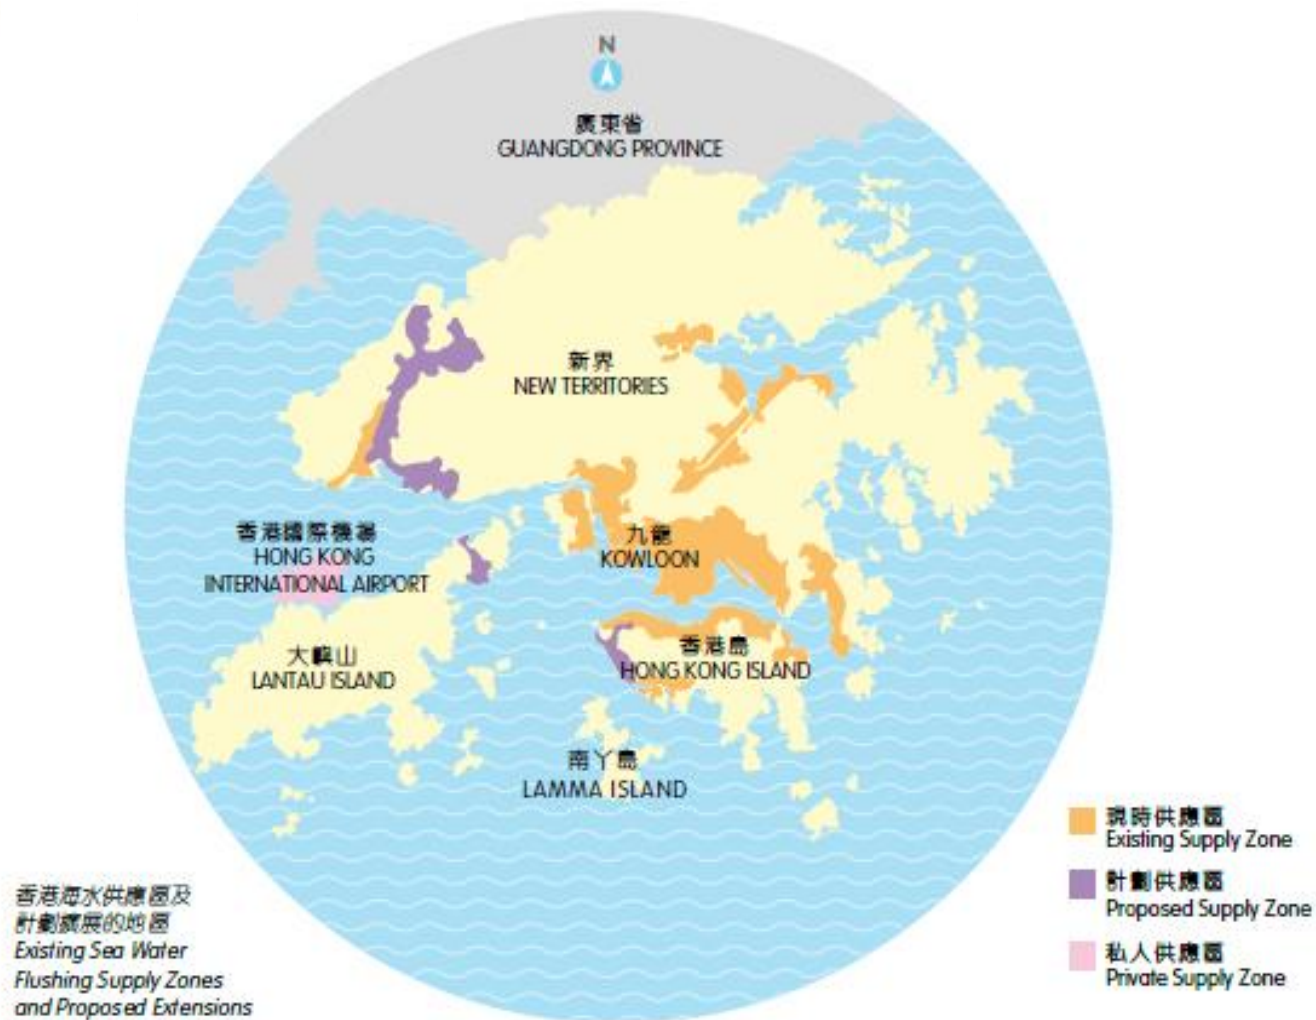 N
廣東省
GUANGDONG PROVINCE
新界
NEW TERRITORIES
香港國際機場
HONG KONG
INTERNATIONAL AIRPORT
九龍
KOWLOON
大嶼山
LANTAU ISLAND
香港島
HONG KONG ISLAND
南丫島
LAMMA ISLAND
現時供應區
Existing Supply Zone
計劃供應區
Proposed Supply Zone
私人供應區
Private Supply Zone
香港海水供應區及
計劃擴展的地區
Existing Sea Water
Flushing Supply Zones
and Proposed Extensions